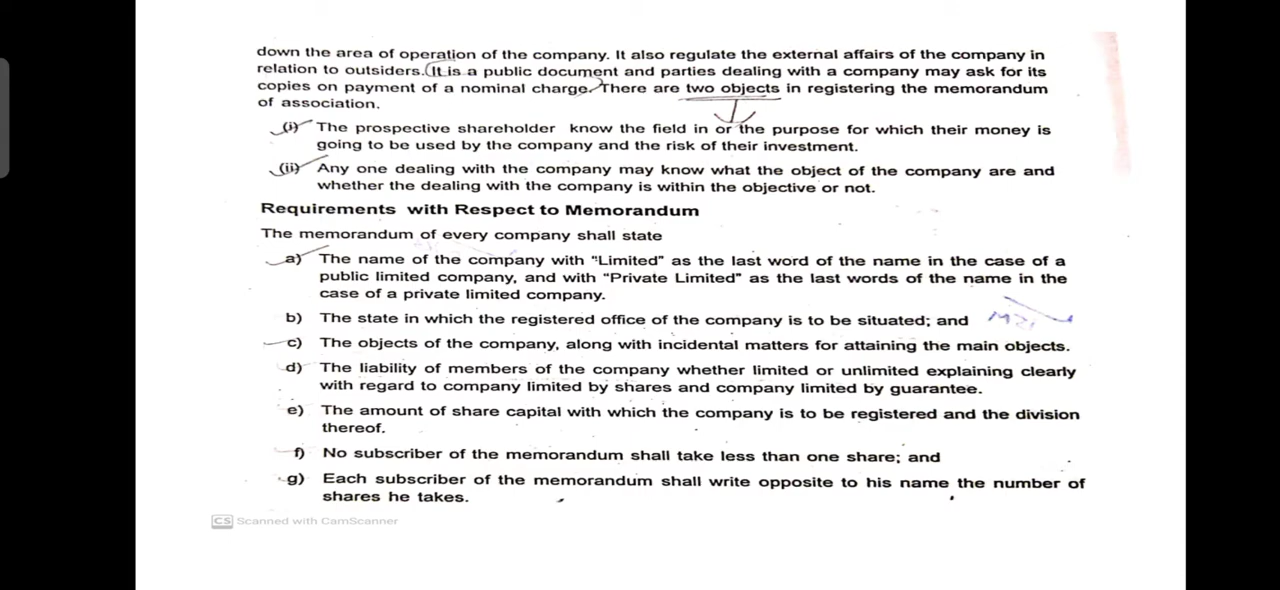 down the area of operation of the company. It also regulate the external affairs of the company in
relation to outsiders. It is a public document and parties dealing with a company may ask for its
copies on payment of a nominal charge. There are two objects in registering the memorandum
of association.
(i) The prospective shareholder know the field in or the purpose for which their money is
going to be used by the company and the risk of their investment.
(ii) Any one dealing with the company may know what the object of the company are and
whether the dealing with the company is within the objective or not.
Requirements with Respect to Memorandum
The memorandum of every company shall state
a) The name of the company with "Limited" as the last word of the name in the case of a
public limited company, and with "Private Limited" as the last words of the name in the
case of a private limited company.
b) The state in which the registered office of the company is to be situated; and
c) The objects of the company, along with incidental matters for attaining the main objects.
d) The liability of members of the company whether limited or unlimited explaining clearly
with regard to company limited by shares and company limited by guarantee.
e) The amount of share capital with which the company is to be registered and the division
thereof.
f) No subscriber of the memorandum shall take less than one share; and
g) Each subscriber of the memorandum shall write opposite to his name the number of
shares he takes.
CS Scanned with CamScanner